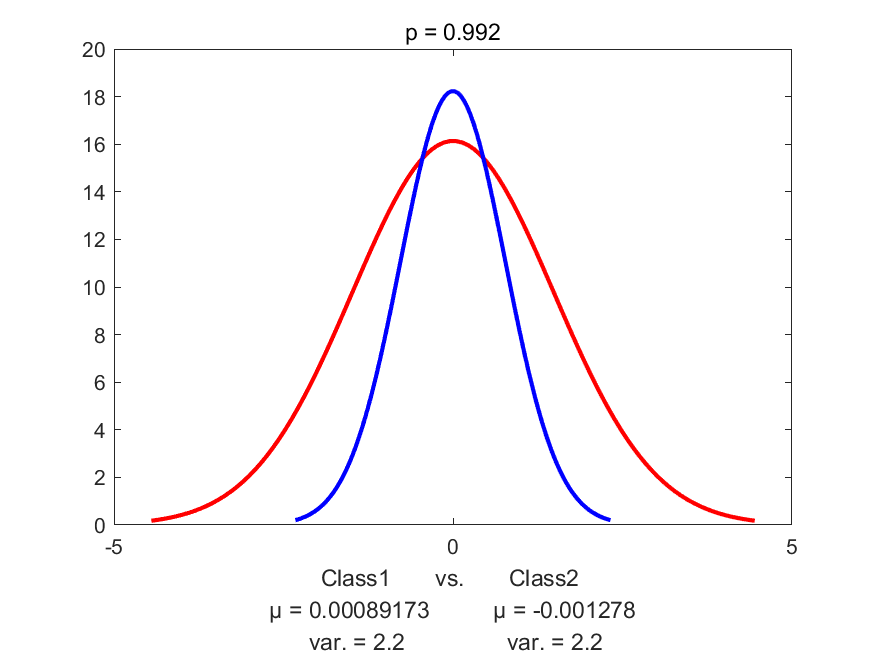 p = 0.992
20
18
16
14
12
10
8
6
4
2
0
-5 0 5
Class1 vs. Class2
μ = 0.00089173 μ = -0.001278
var. = 2.2 var. = 2.2